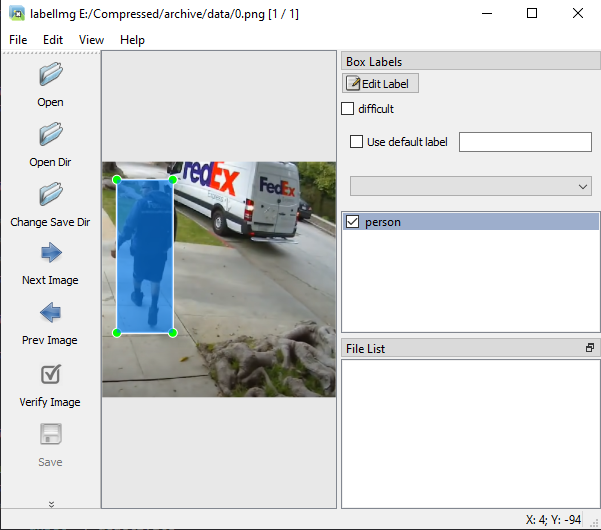 labelImg E:/Compressed/archive/data/0.png [1 / 1]
File Edit View Help
Open
Open Dir
Change Save Dir
Next Image
Prev Image
Verify Image
Save
FedEx
Express
FedEx
Box Labels
Edit Label
difficult
Use default label
person
File List
X: 4; Y: -94